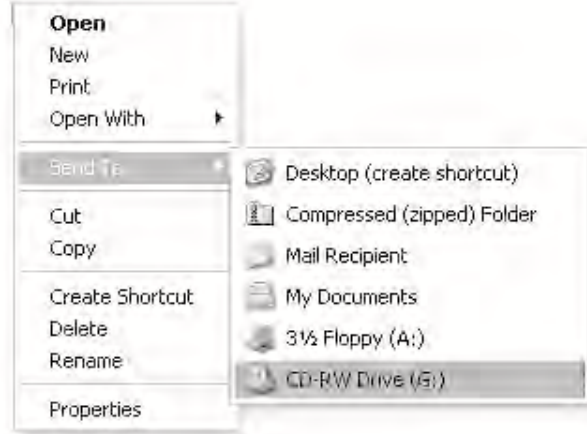 Open
New
Print
Open With
Send To
Desktop (create shortcut)
Compressed (zipped) Folder
Mail Recipient
My Documents
3½ Floppy (A:)
CD-RW Drive (G:)
Cut
Copy
Create Shortcut
Delete
Rename
Properties